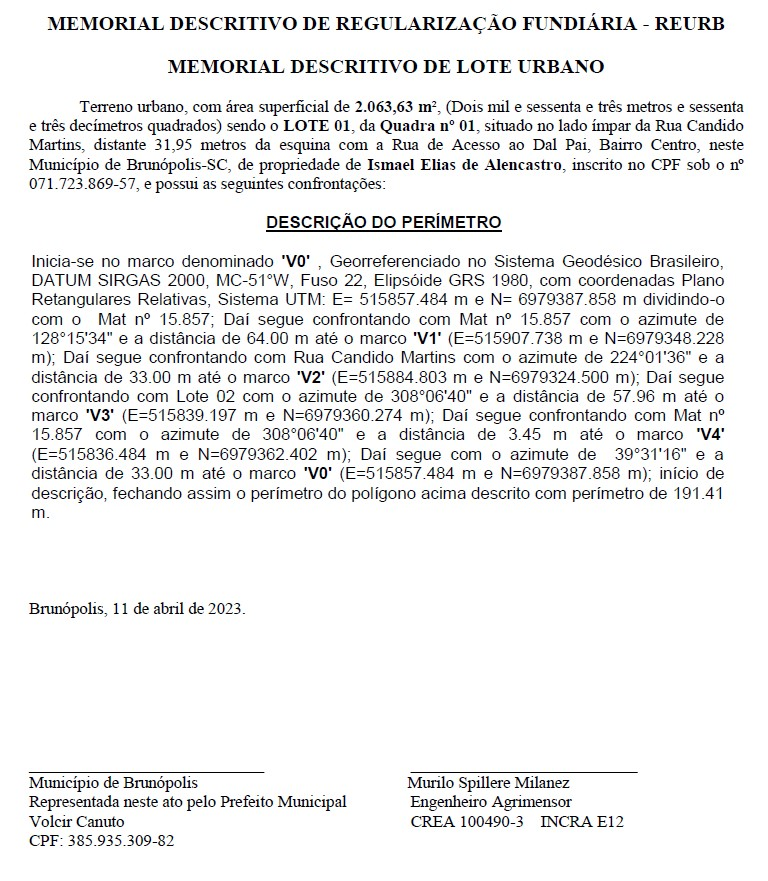 MEMORIAL DESCRITIVO DE REGULARIZAÇÃO FUNDIÁRIA - REURB
MEMORIAL DESCRITIVO DE LOTE URBANO
Terreno urbano, com área superficial de 2.063,63 m², (Dois mil e sessenta e três metros e sessenta
e três decímetros quadrados) sendo o LOTE 01, da Quadra nº 01, situado no lado ímpar da Rua Candido
Martins, distante 31,95 metros da esquina com a Rua de Acesso ao Dal Pai, Bairro Centro, neste
Município de Brunópolis-SC, de propriedade de Ismael Elias de Alencastro, inscrito no CPF sob o nº
071.723.869-57, e possui as seguintes confrontações:
DESCRIÇÃO DO PERÍMETRO
Inicia-se no marco denominado 'V0' , Georreferenciado no Sistema Geodésico Brasileiro,
DATUM SIRGAS 2000, MC-51°W, Fuso 22, Elipsóide GRS 1980, com coordenadas Plano
Retangulares Relativas, Sistema UTM: E= 515857.484 m e N= 6979387.858 m dividindo-o
com o Mat nº 15.857; Daí segue confrontando com Mat nº 15.857 com o azimute de
128°15'34" e a distância de 64.00 m até o marco 'V1' (E=515907.738 m e N=6979348.228
m); Daí segue confrontando com Rua Candido Martins com o azimute de 224°01'36" e a
distância de 33.00 m até o marco 'V2' (E=515884.803 m e N=6979324.500 m); Daí segue
confrontando com Lote 02 com o azimute de 308°06'40" e a distância de 57.96 m até o
marco 'V3' (E=515839.197 m e N=6979360.274 m); Daí segue confrontando com Mat nº
15.857 com o azimute de 308°06'40" e a distância de 3.45 m até o marco 'V4'
(E=515836.484 m e N=6979362.402 m); Daí segue com o azimute de 39°31'16" e a
distância de 33.00 m até o marco 'V0' (E=515857.484 m e N=6979387.858 m); início de
descrição, fechando assim o perímetro do polígono acima descrito com perímetro de 191.41
m.
Brunópolis, 11 de abril de 2023.
Município de Brunópolis
Representada neste ato pelo Prefeito Municipal
Volcir Canuto
CPF: 385.935.309-82
Murilo Spillere Milanez
Engenheiro Agrimensor
CREA 100490-3 INCRA E12